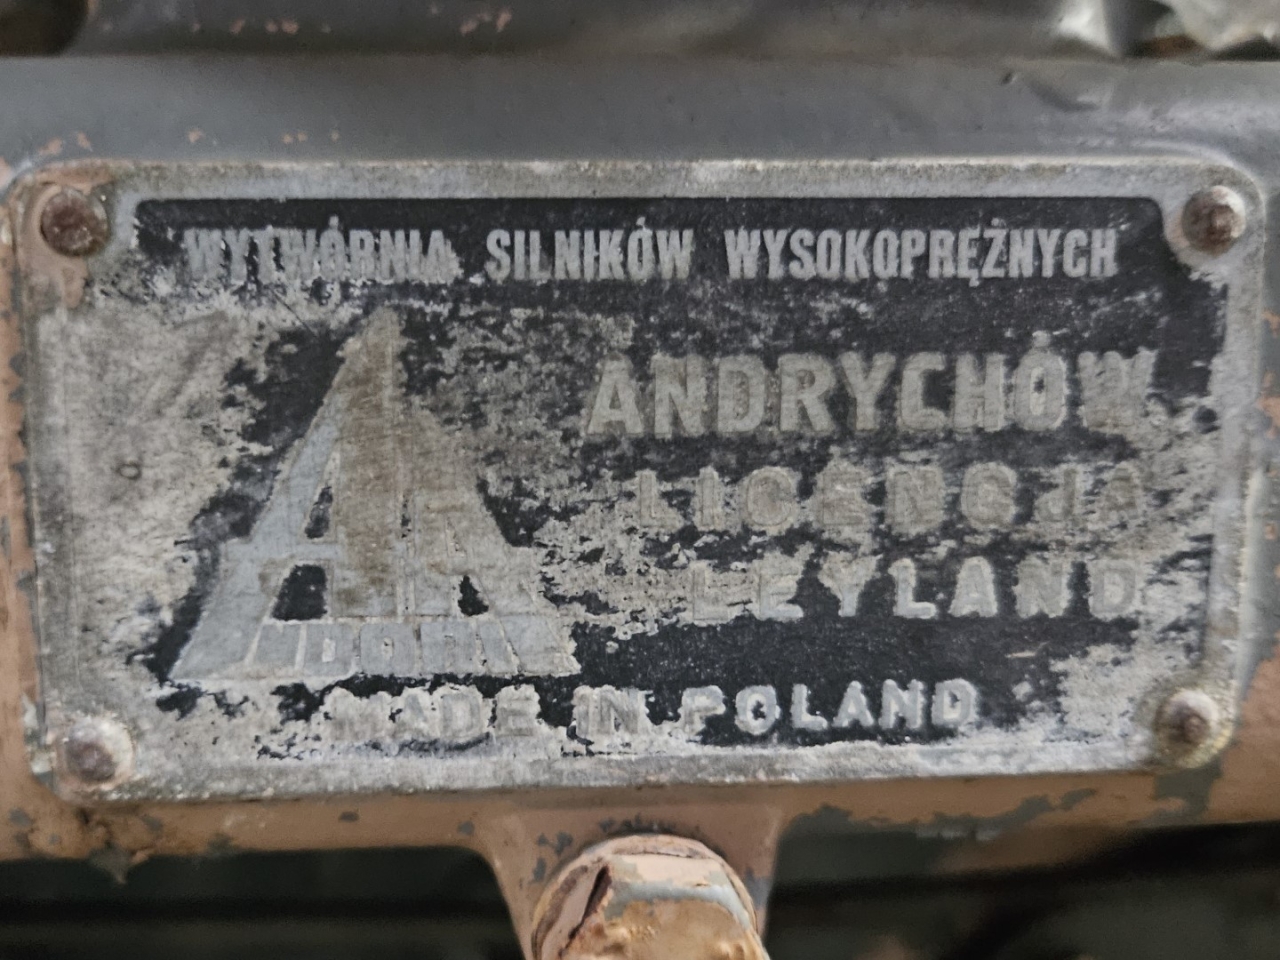 WYTWÓRNIA SILNIKÓW WYSOKOPRĘŻNYCH
ANDRYCHÓW
LICENCJA
LEYLAND
MADE IN POLAND